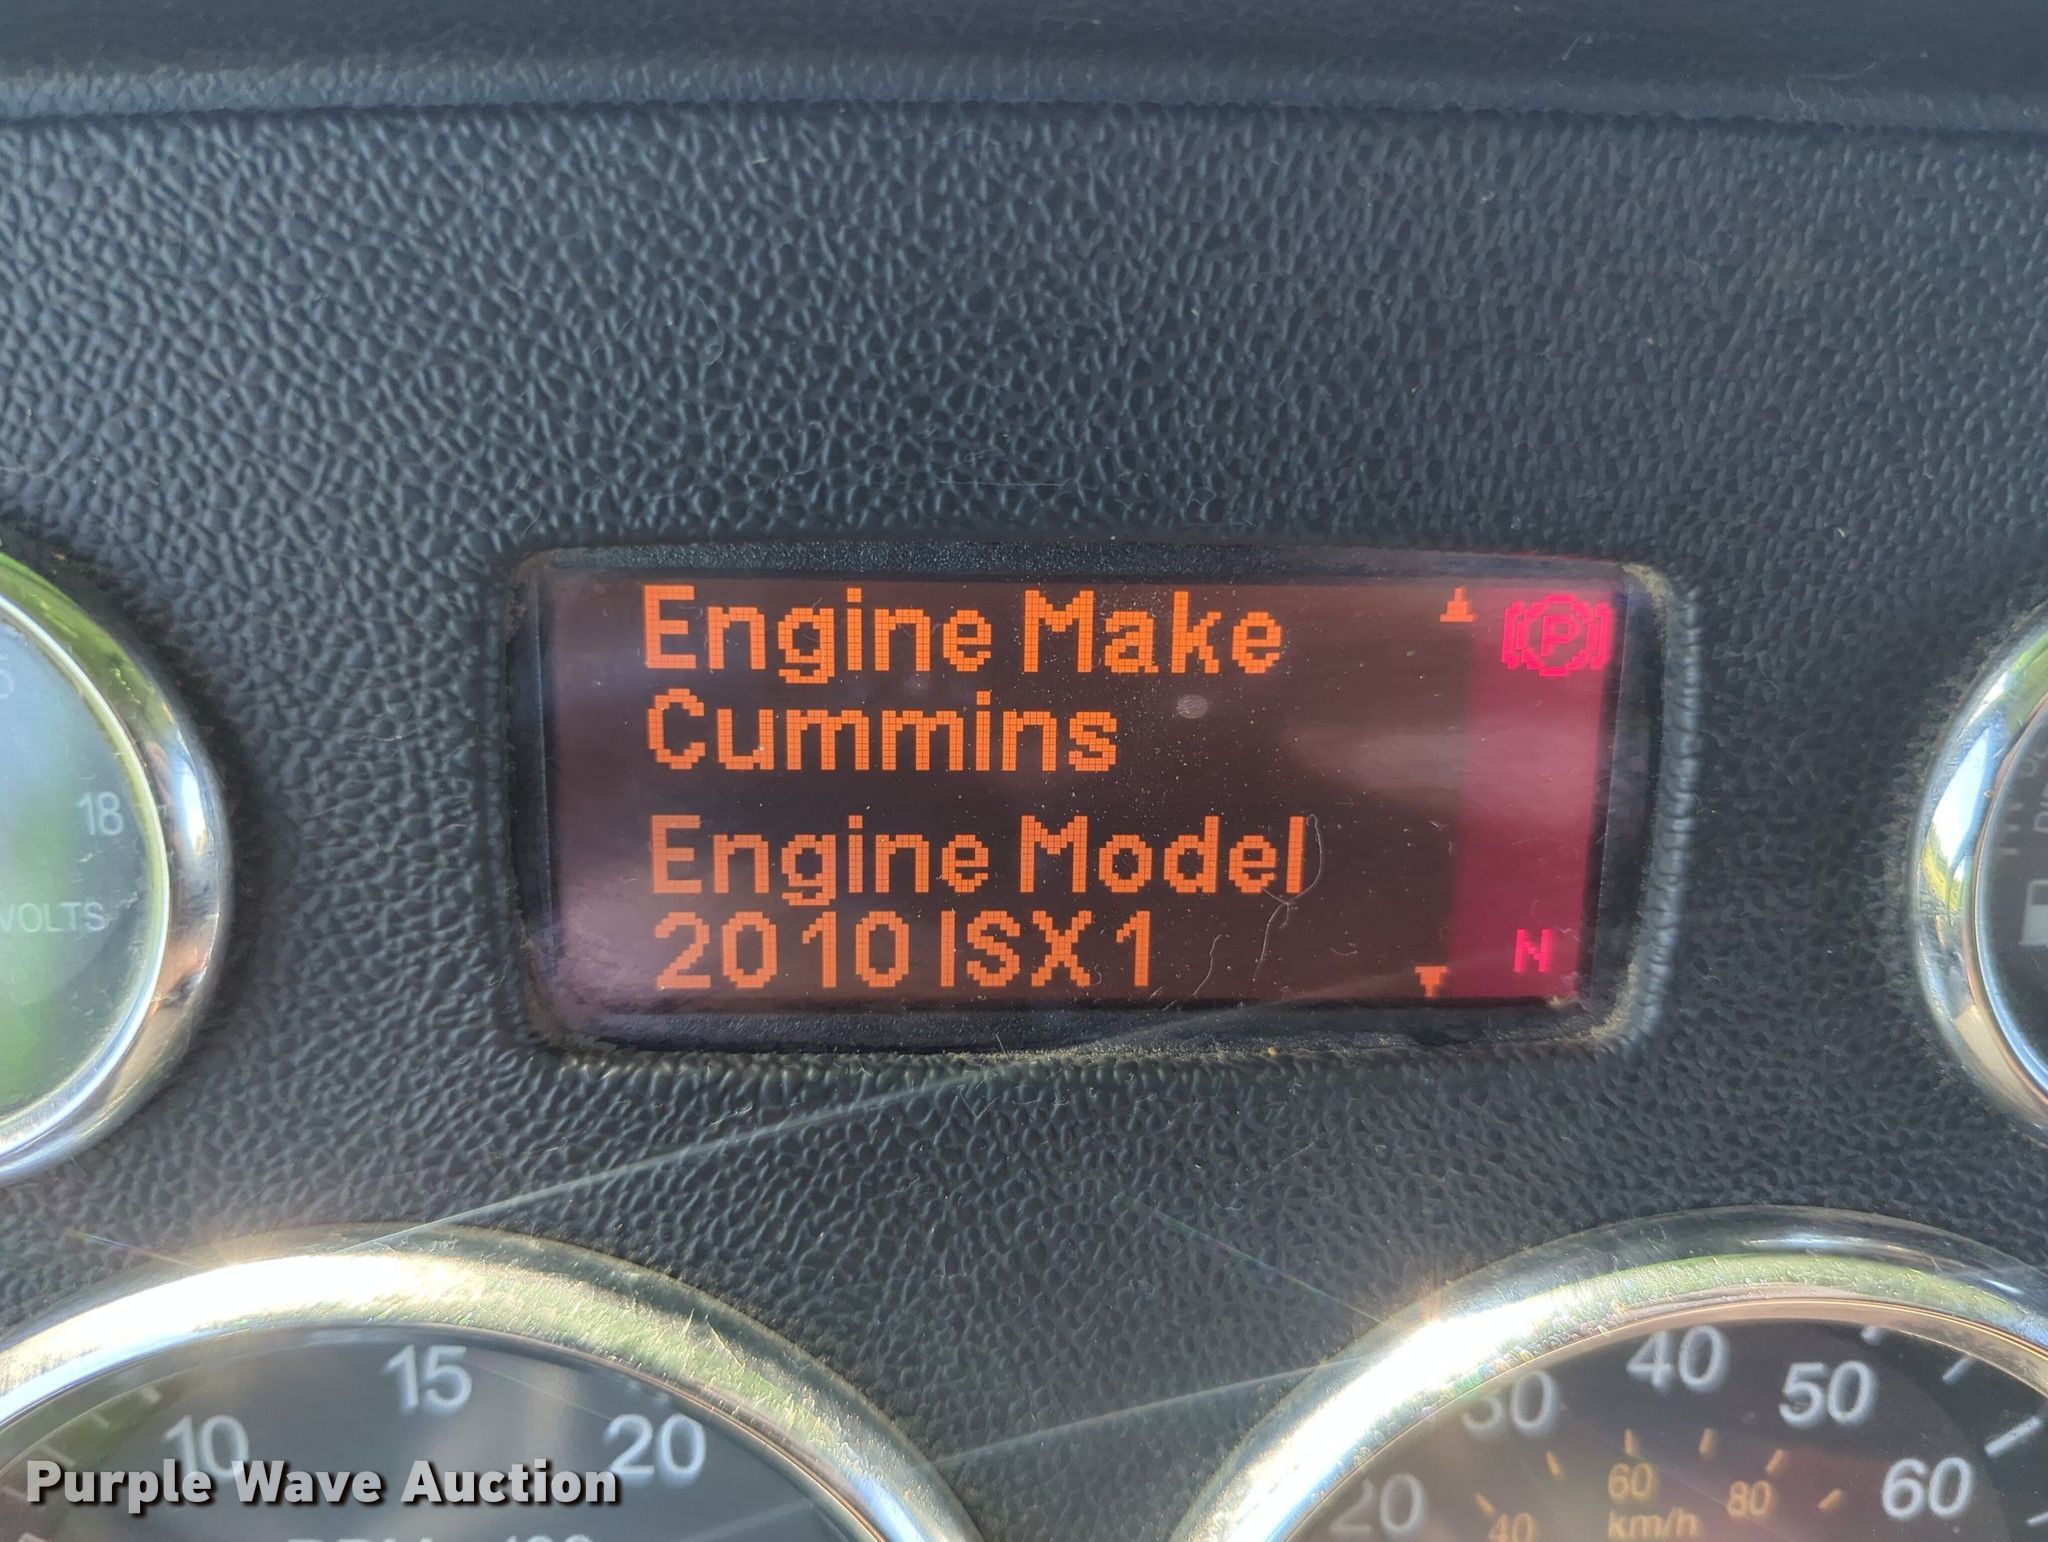 Engine Make
Cummins
Engine Model
2010 ISX1
P
N
18
VOLTS
10
15
20
20
30
40
50
60
40
60
80
km/h
Purple Wave Auction